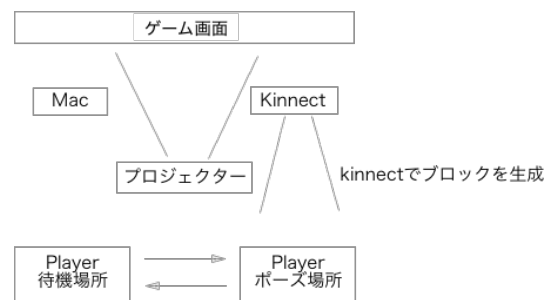 ゲーム画面
Mac
Kinnect
プロジェクター
kinnectでブロックを生成
Player
待機場所
Player
ポーズ場所